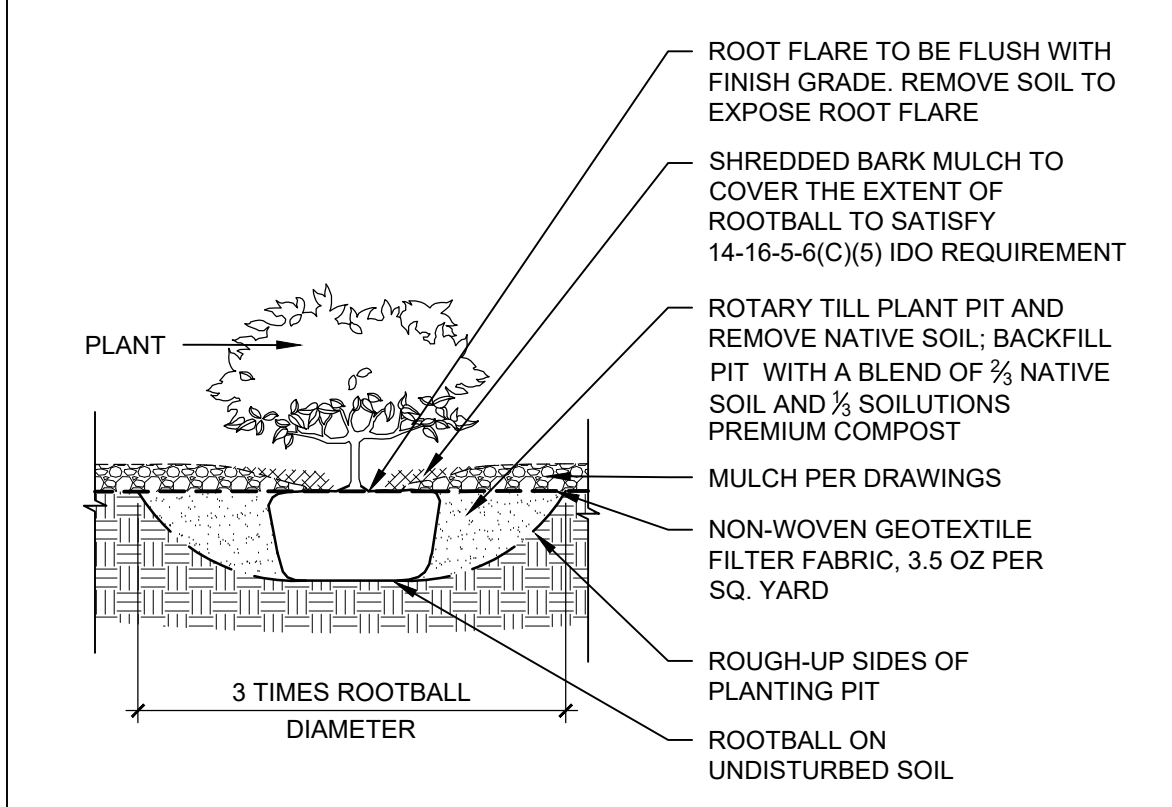 ROOT FLARE TO BE FLUSH WITH
FINISH GRADE. REMOVE SOIL TO
EXPOSE ROOT FLARE
SHREDDED BARK MULCH TO
COVER THE EXTENT OF
ROOTBALL TO SATISFY
14-16-5-6(C)(5) IDO REQUIREMENT
PLANT
ROTARY TILL PLANT PIT AND
REMOVE NATIVE SOIL; BACKFILL
PIT WITH A BLEND OF ⅔ NATIVE
SOIL AND ⅓ SOILUTIONS
PREMIUM COMPOST
MULCH PER DRAWINGS
NON-WOVEN GEOTEXTILE
FILTER FABRIC, 3.5 OZ PER
SQ. YARD
ROUGH-UP SIDES OF
PLANTING PIT
3 TIMES ROOTBALL
DIAMETER
ROOTBALL ON
UNDISTURBED SOIL